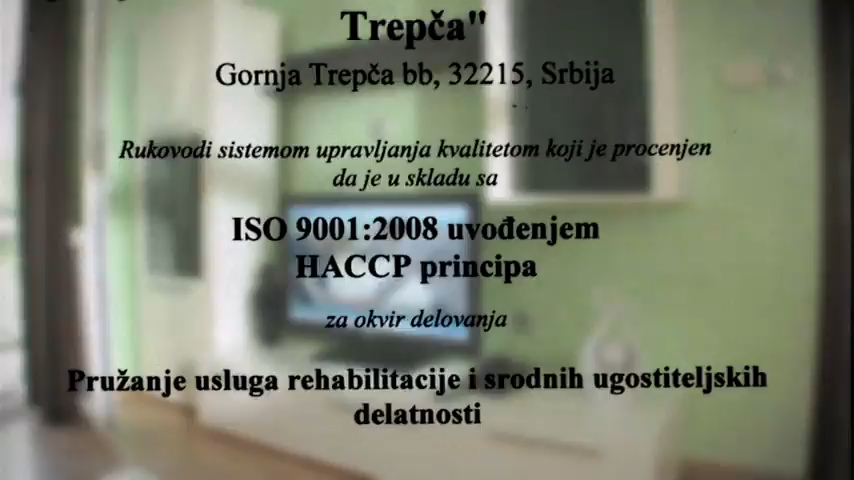 Trepča"
Gornja Trepča bb, 32215, Srbija
Rukovodi sistemom upravljanja kvalitetom koji je procenjen
da je u skladu sa
ISO 9001:2008 uvođenjem
HACCP principa
za okvir delovanja
Pružanje usluga rehabilitacije i srodnih ugostiteljskih
delatnosti